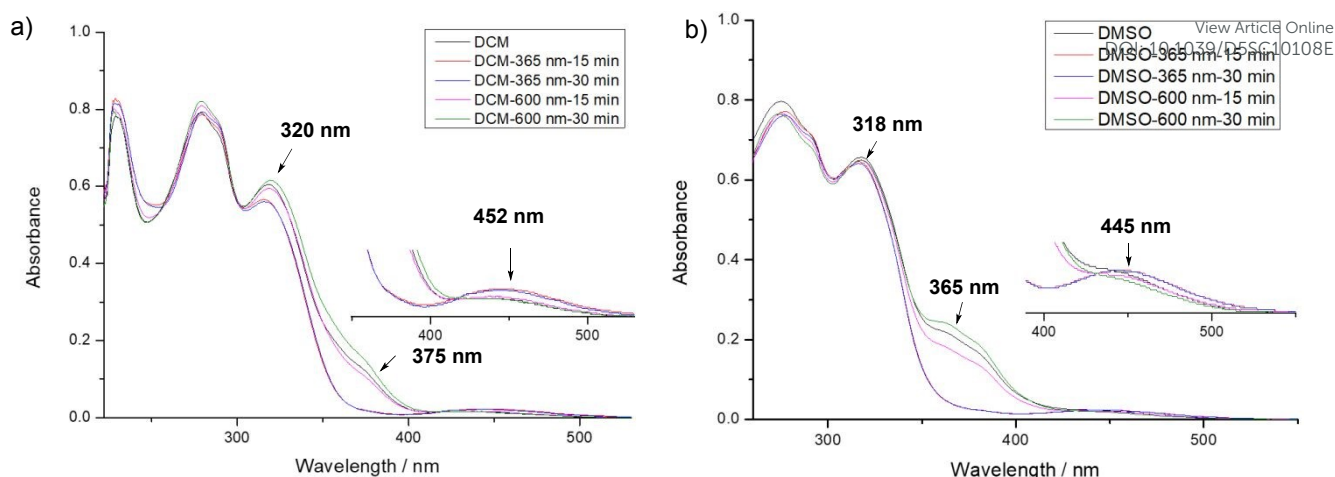 a)
1.0
0.8
0.6
0.4
0.2
0.0
Absorbance
DCM
DCM-365 nm-15 min
DCM-365 nm-30 min
DCM-600 nm-15 min
DCM-600 nm-30 min
320 nm
452 nm
375 nm
400
500
300
400
500
Wavelength / nm
b)
View Article Online
DOI: 10.1039/D5SC10108E
1.0
0.8
0.6
0.4
0.2
0.0
Absorbance
DMSO
DMSO-365 nm-15 min
DMSO-365 nm-30 min
DMSO-600 nm-15 min
DMSO-600 nm-30 min
318 nm
445 nm
365 nm
400
500
300
400
500
Wavelength / nm